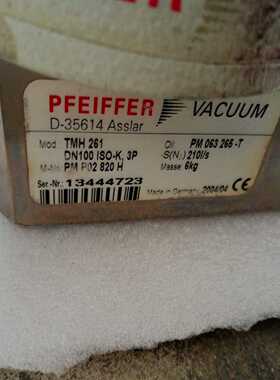 PFEIFFER VACUUM
D-35614 Asslar
Mod. TMH 261 Oil PM 063 265 -T
DN100 ISO-K, 3P S(N₂) 210l/s
M-No. PM P02 820 H Masse: 6kg
Ser.-Nr.: 13444723 Made in Germany 2004/04 CE